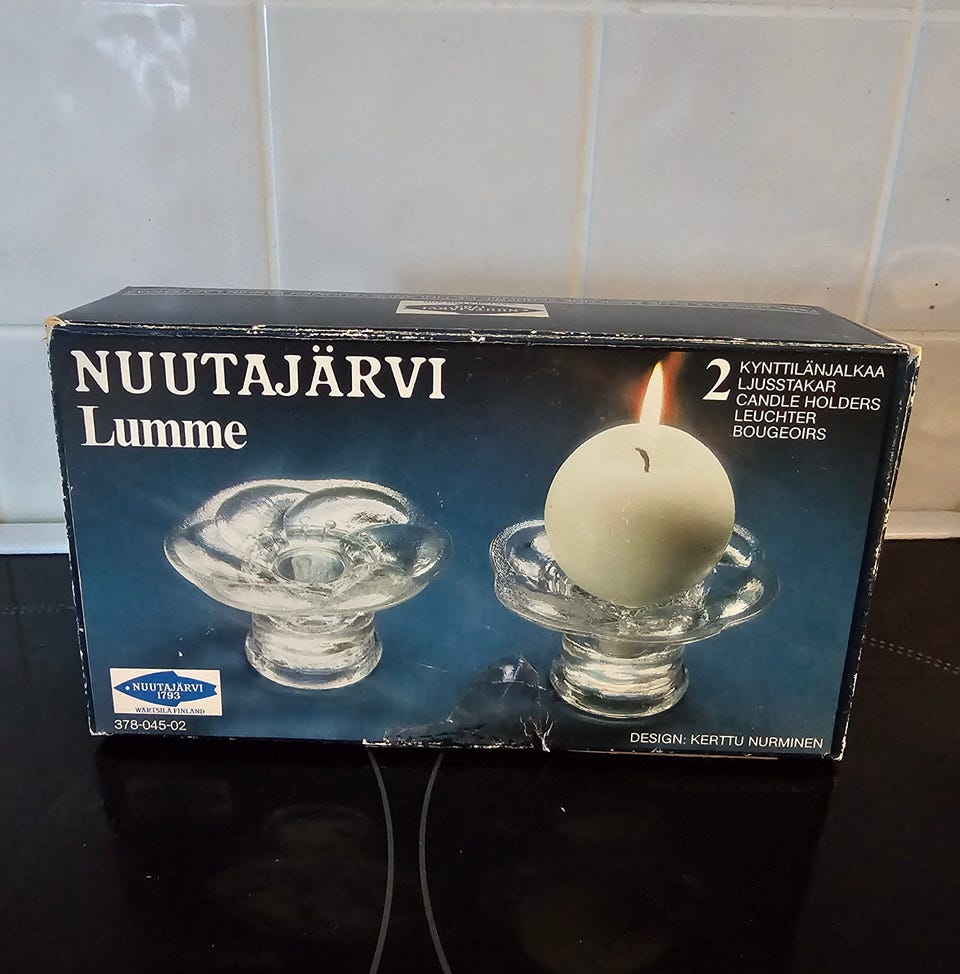 NUUTAJÄRVI
Lumme
2 KYNTTILÄNJALKAA
LJUSSTAKAR
CANDLE HOLDERS
LEUCHTER
BOUGEOIRS
NUUTAJÄRVI
1793
WÄRTSILÄ FINLAND
378-045-02
DESIGN: KERTTU NURMINEN